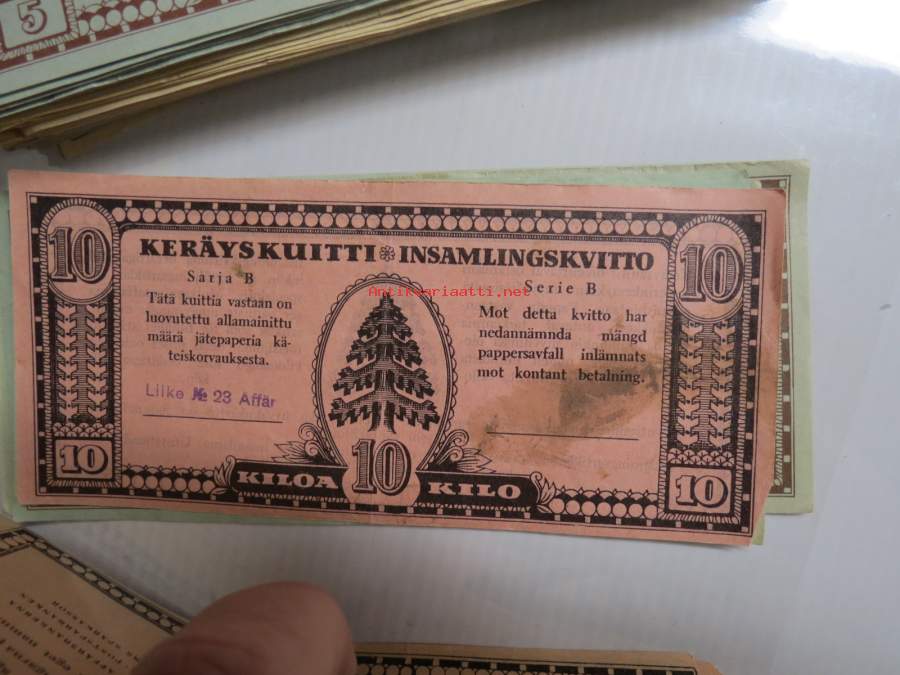 5
10
10
KERÄYSKUITTI INSAMLINGSKVITTO
Sarja B
Serie B
Antikvariaatti.net
Tätä kuittia vastaan on
luovutettu allamainittu
määrä jätepaperia kä-
teiskorvauksesta.
Mot detta kvitto har
nedannämnda mängd
pappersavfall inlämnats
mot kontant betalning.
Liike № 23 Affär
10
10
10
KILOA
KILO
SPARKASSOR